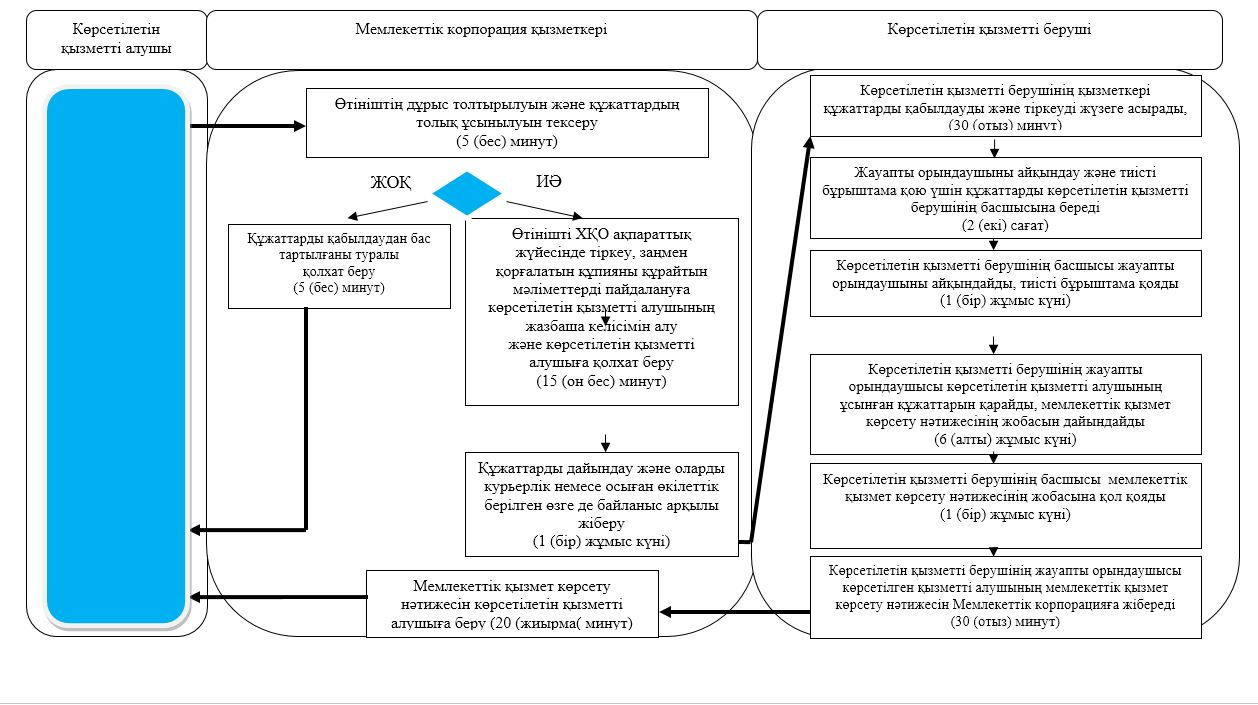 Көрсетілетін
қызметті алушы
Мемлекеттік корпорация қызметкері
Көрсетілетін қызметті беруші
Өтініштің дұрыс толтырылуын және құжаттардың
толық ұсынылуын тексеру
(5 (бес) минут)
ЖОҚ
ИӘ
Құжаттарды қабылдаудан бас
тартылғаны туралы
қолхат беру
(5 (бес) минут)
Өтінішті ХҚО ақпараттық
жүйесінде тіркеу, заңмен
қорғалатын құпияны құрайтын
мәліметтерді пайдалануға
көрсетілетін қызметті алушының
жазбаша келісімін алу
және көрсетілетін қызметті
алушыға қолхат беру
(15 (он бес) минут)
Құжаттарды дайындау және оларды
курьерлік немесе осыған өкілеттік
берілген өзге де байланыс арқылы
жіберу
(1 (бір) жұмыс күні)
Мемлекеттік қызмет көрсету
нәтижесін көрсетілетін қызметті
алушыға беру (20 (жиырма( минут)
Көрсетілетін қызметті берушінің қызметкері
құжаттарды қабылдауды және тіркеуді жүзеге асырады,
(30 (отыз) минут)
Жауапты орындаушыны айқындау және тиісті
бұрыштама қою үшін құжаттарды көрсетілетін қызметті
берушінің басшысына береді
(2 (екі) сағат)
Көрсетілетін қызметті берушінің басшысы жауапты
орындаушыны айқындайды, тиісті бұрыштама қояды
(1 (бір) жұмыс күні)
Көрсетілетін қызметті берушінің жауапты
орындаушысы көрсетілетін қызметті алушының
ұсынған құжаттарын қарайды, мемлекеттік қызмет
көрсету нәтижесінің жобасын дайындайды
(6 (алты) жұмыс күні)
Көрсетілетін қызметті берушінің басшысы мемлекеттік
қызмет көрсету нәтижесінің жобасына қол қояды
(1 (бір) жұмыс күні)
Көрсетілетін қызметті берушінің жауапты орындаушысы
көрсетілген қызметті алушының мемлекеттік қызмет
көрсету нәтижесін Мемлекеттік корпорацияға жібереді
(30 (отыз) минут)